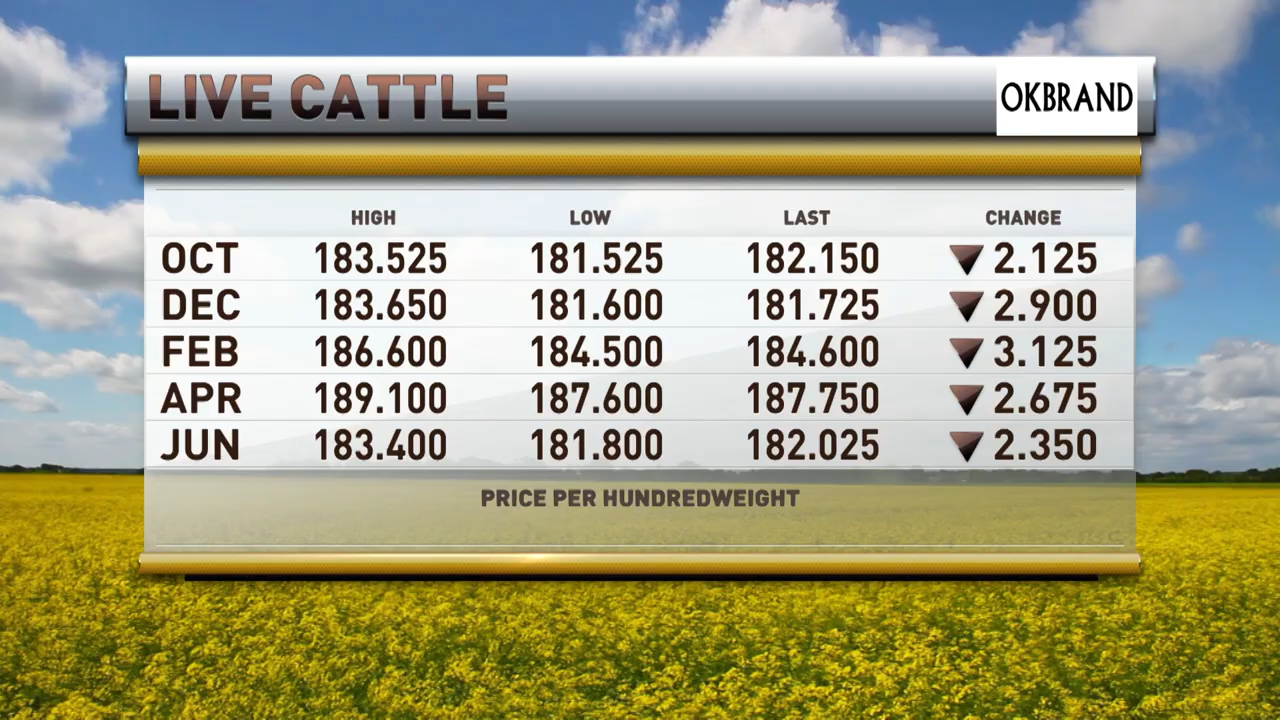 LIVE CATTLE OKBRAND
HIGH LOW LAST CHANGE
OCT 183.525 181.525 182.150 ▼ 2.125
DEC 183.650 181.600 181.725 ▼ 2.900
FEB 186.600 184.500 184.600 ▼ 3.125
APR 189.100 187.600 187.750 ▼ 2.675
JUN 183.400 181.800 182.025 ▼ 2.350
PRICE PER HUNDREDWEIGHT